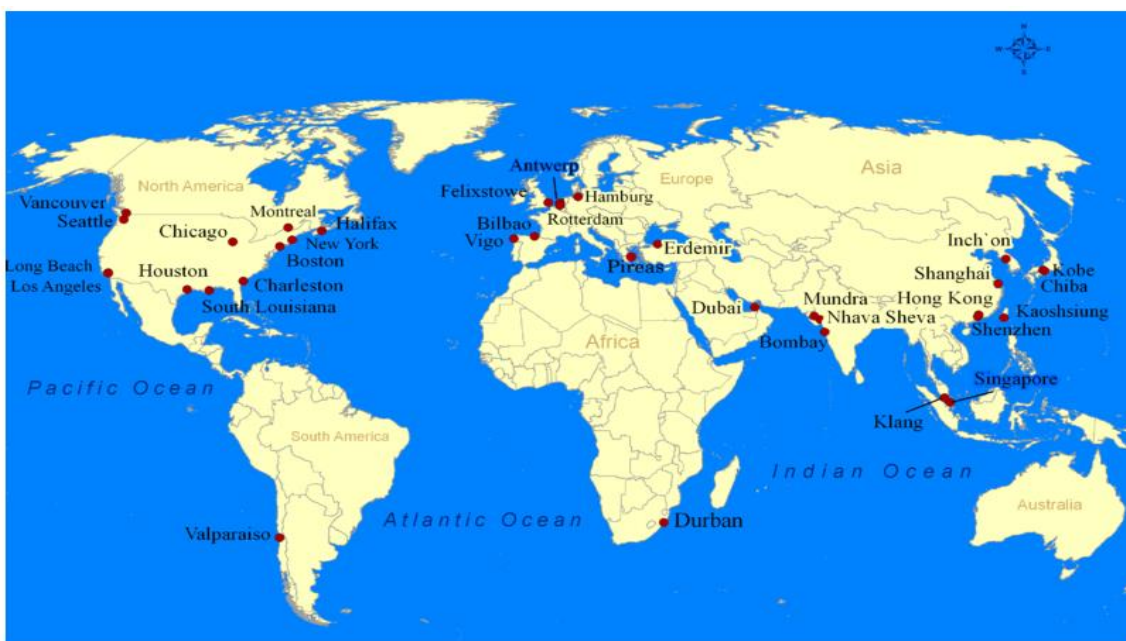 N
W
E
S
Asia
Antwerp
North America
Europe
Felixstowe
Hamburg
Vancouver
Montreal
Halifax
Rotterdam
Seattle
Bilbao
Chicago
New York
Vigo
Erdemir
Inch`on
Boston
Pireas
Long Beach
Houston
Shanghai
Kobe
Los Angeles
Charleston
Chiba
South Louisiana
Dubai
Mundra
Hong Kong
Kaoshsiung
Nhava Sheva
Shenzhen
Bombay
Africa
Pacific Ocean
Singapore
Klang
South America
Indian Ocean
Australia
Atlantic Ocean
Durban
Valparaiso